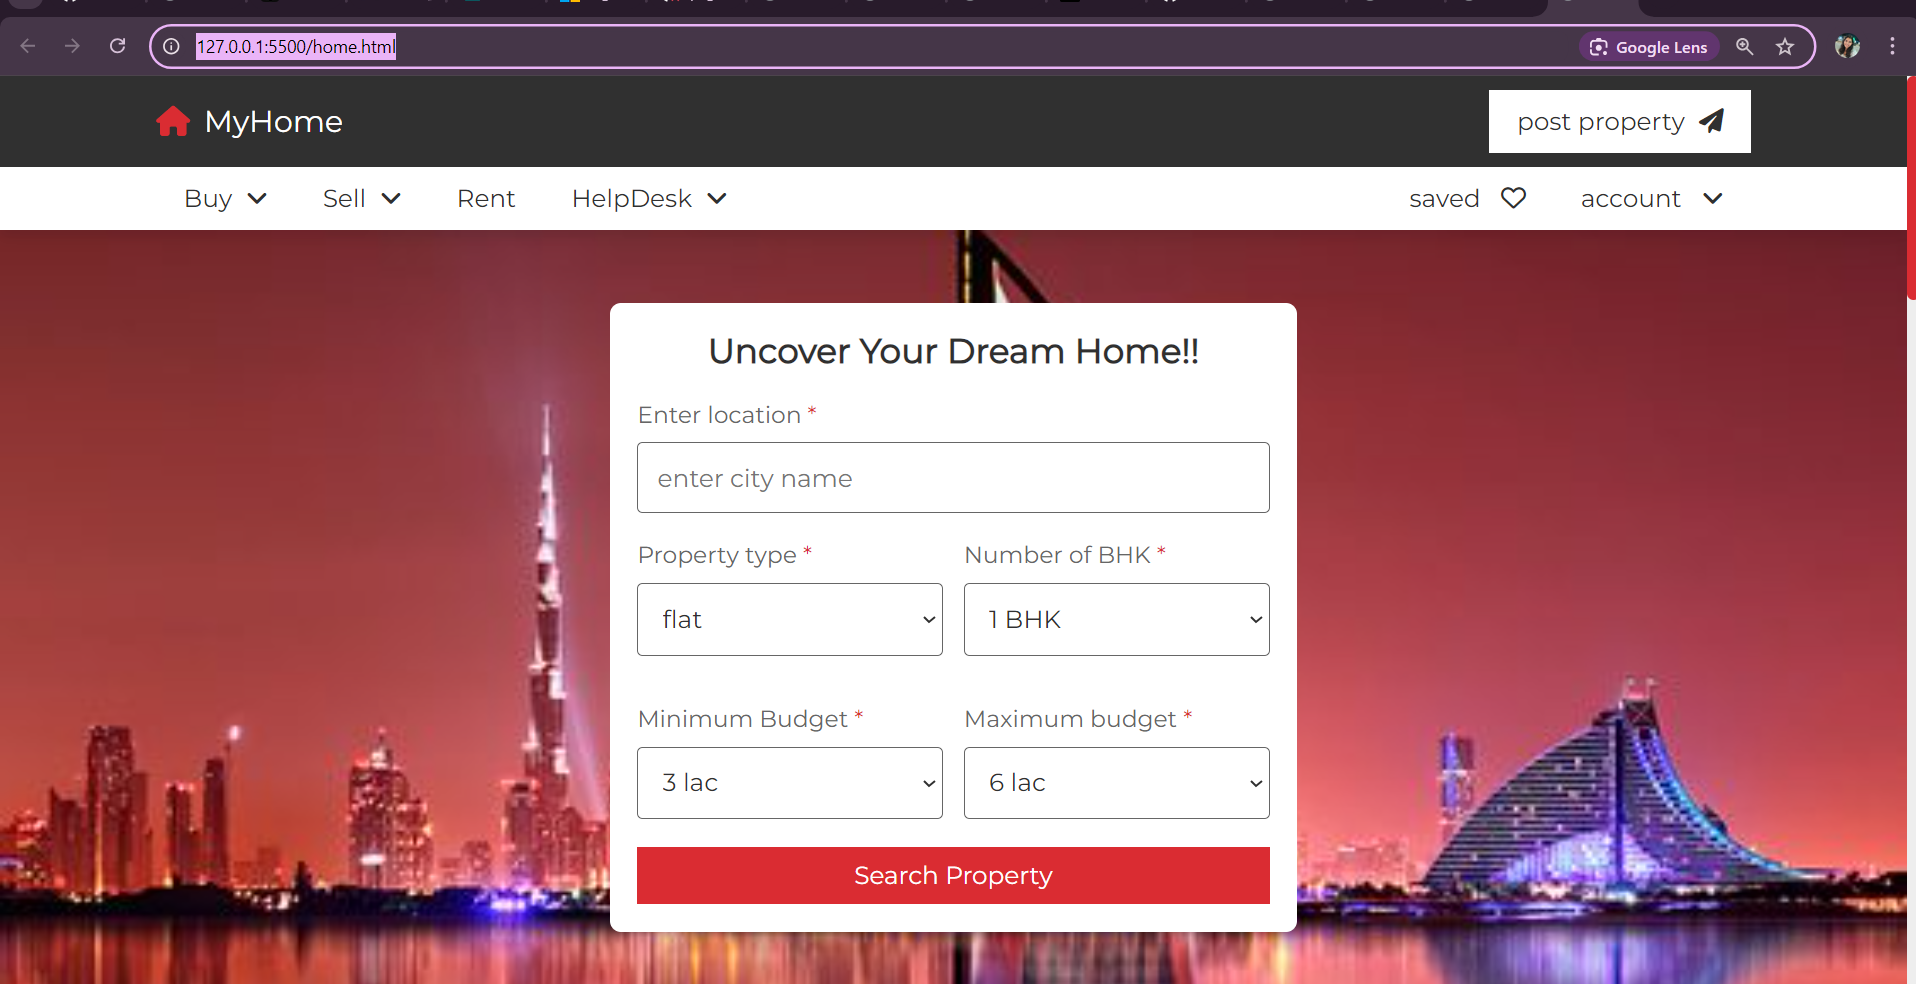 127.0.0.1:5500/home.html
Google Lens
MyHome
post property
Buy Sell Rent HelpDesk saved account
Uncover Your Dream Home!!
Enter location *
enter city name
Property type * Number of BHK *
flat 1 BHK
Minimum Budget * Maximum budget *
3 lac 6 lac
Search Property